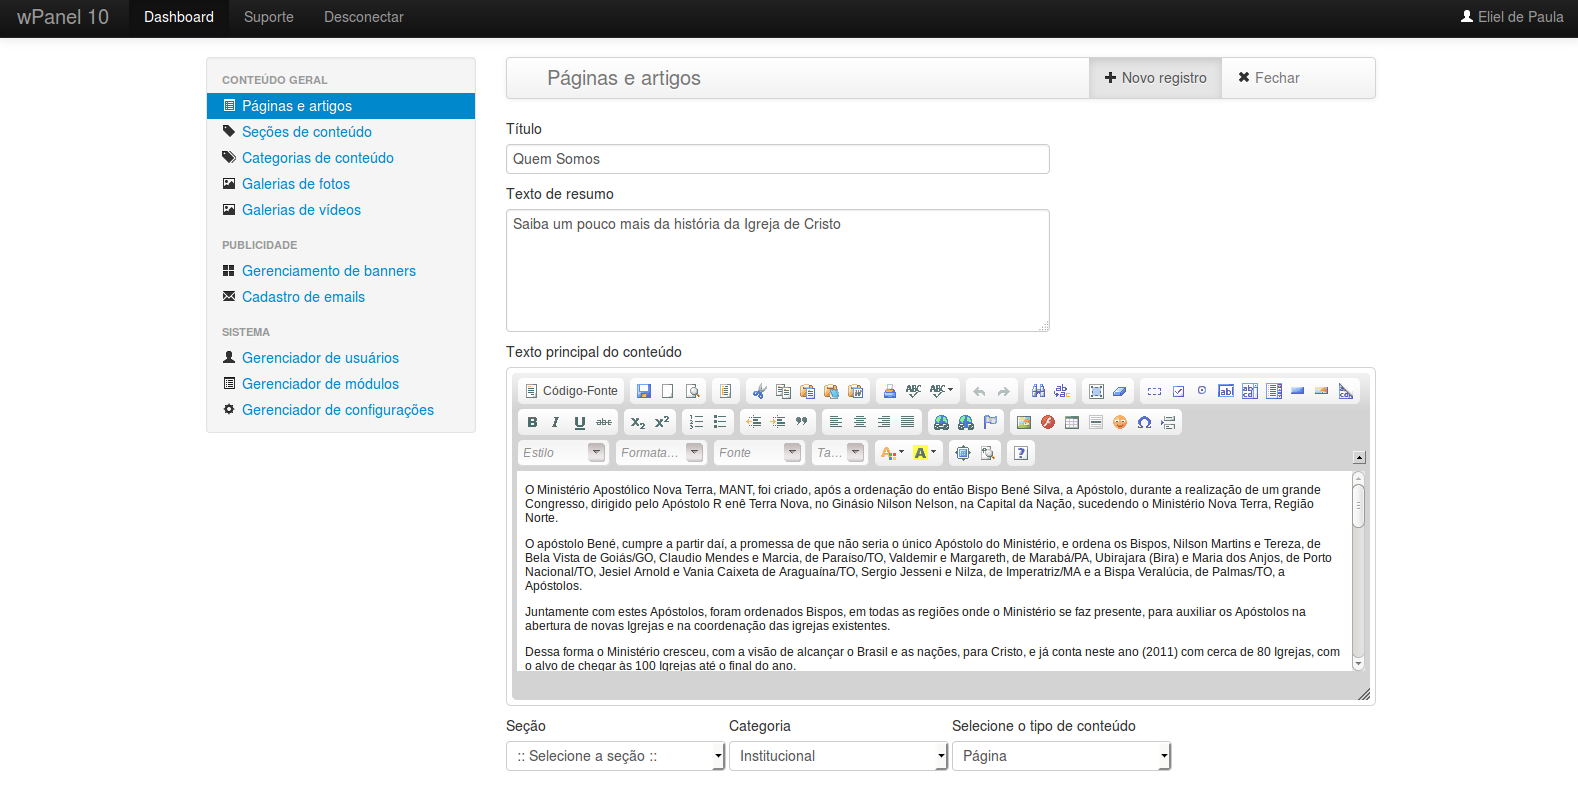 wPanel 10 Dashboard Suporte Desconectar Eliel de Paula
CONTEÚDO GERAL
Páginas e artigos
Seções de conteúdo
Categorias de conteúdo
Galerias de fotos
Galerias de vídeos
PUBLICIDADE
Gerenciamento de banners
Cadastro de emails
SISTEMA
Gerenciador de usuários
Gerenciador de módulos
Gerenciador de configurações
Páginas e artigos Novo registro Fechar
Título
Quem Somos
Texto de resumo
Saiba um pouco mais da história da Igreja de Cristo
Texto principal do conteúdo
Código-Fonte
Estilo Formata... Fonte Ta...
O Ministério Apostólico Nova Terra, MANT, foi criado, após a ordenação do então Bispo Bené Silva, a Apóstolo, durante a realização de um grande
Congresso, dirigido pelo Apóstolo R enê Terra Nova, no Ginásio Nilson Nelson, na Capital da Nação, sucedendo o Ministério Nova Terra, Região
Norte.
O apóstolo Bené, cumpre a partir daí, a promessa de que não seria o único Apóstolo do Ministério, e ordena os Bispos, Nilson Martins e Tereza, de
Bela Vista de Goiás/GO, Claudio Mendes e Marcia, de Paraíso/TO, Valdemir e Margareth, de Marabá/PA, Ubirajara (Bira) e Maria dos Anjos, de Porto
Nacional/TO, Jesiel Arnold e Vania Caixeta de Araguaína/TO, Sergio Jesseni e Nilza, de Imperatriz/MA e a Bispa Veralúcia, de Palmas/TO, a
Apóstolos.
Juntamente com estes Apóstolos, foram ordenados Bispos, em todas as regiões onde o Ministério se faz presente, para auxiliar os Apóstolos na
abertura de novas Igrejas e na coordenação das igrejas existentes.
Dessa forma o Ministério cresceu, com a visão de alcançar o Brasil e as nações, para Cristo, e já conta neste ano (2011) com cerca de 80 Igrejas, com
o alvo de chegar às 100 Igrejas até o final do ano.
Seção Categoria Selecione o tipo de conteúdo
:: Selecione a seção :: Institucional Página